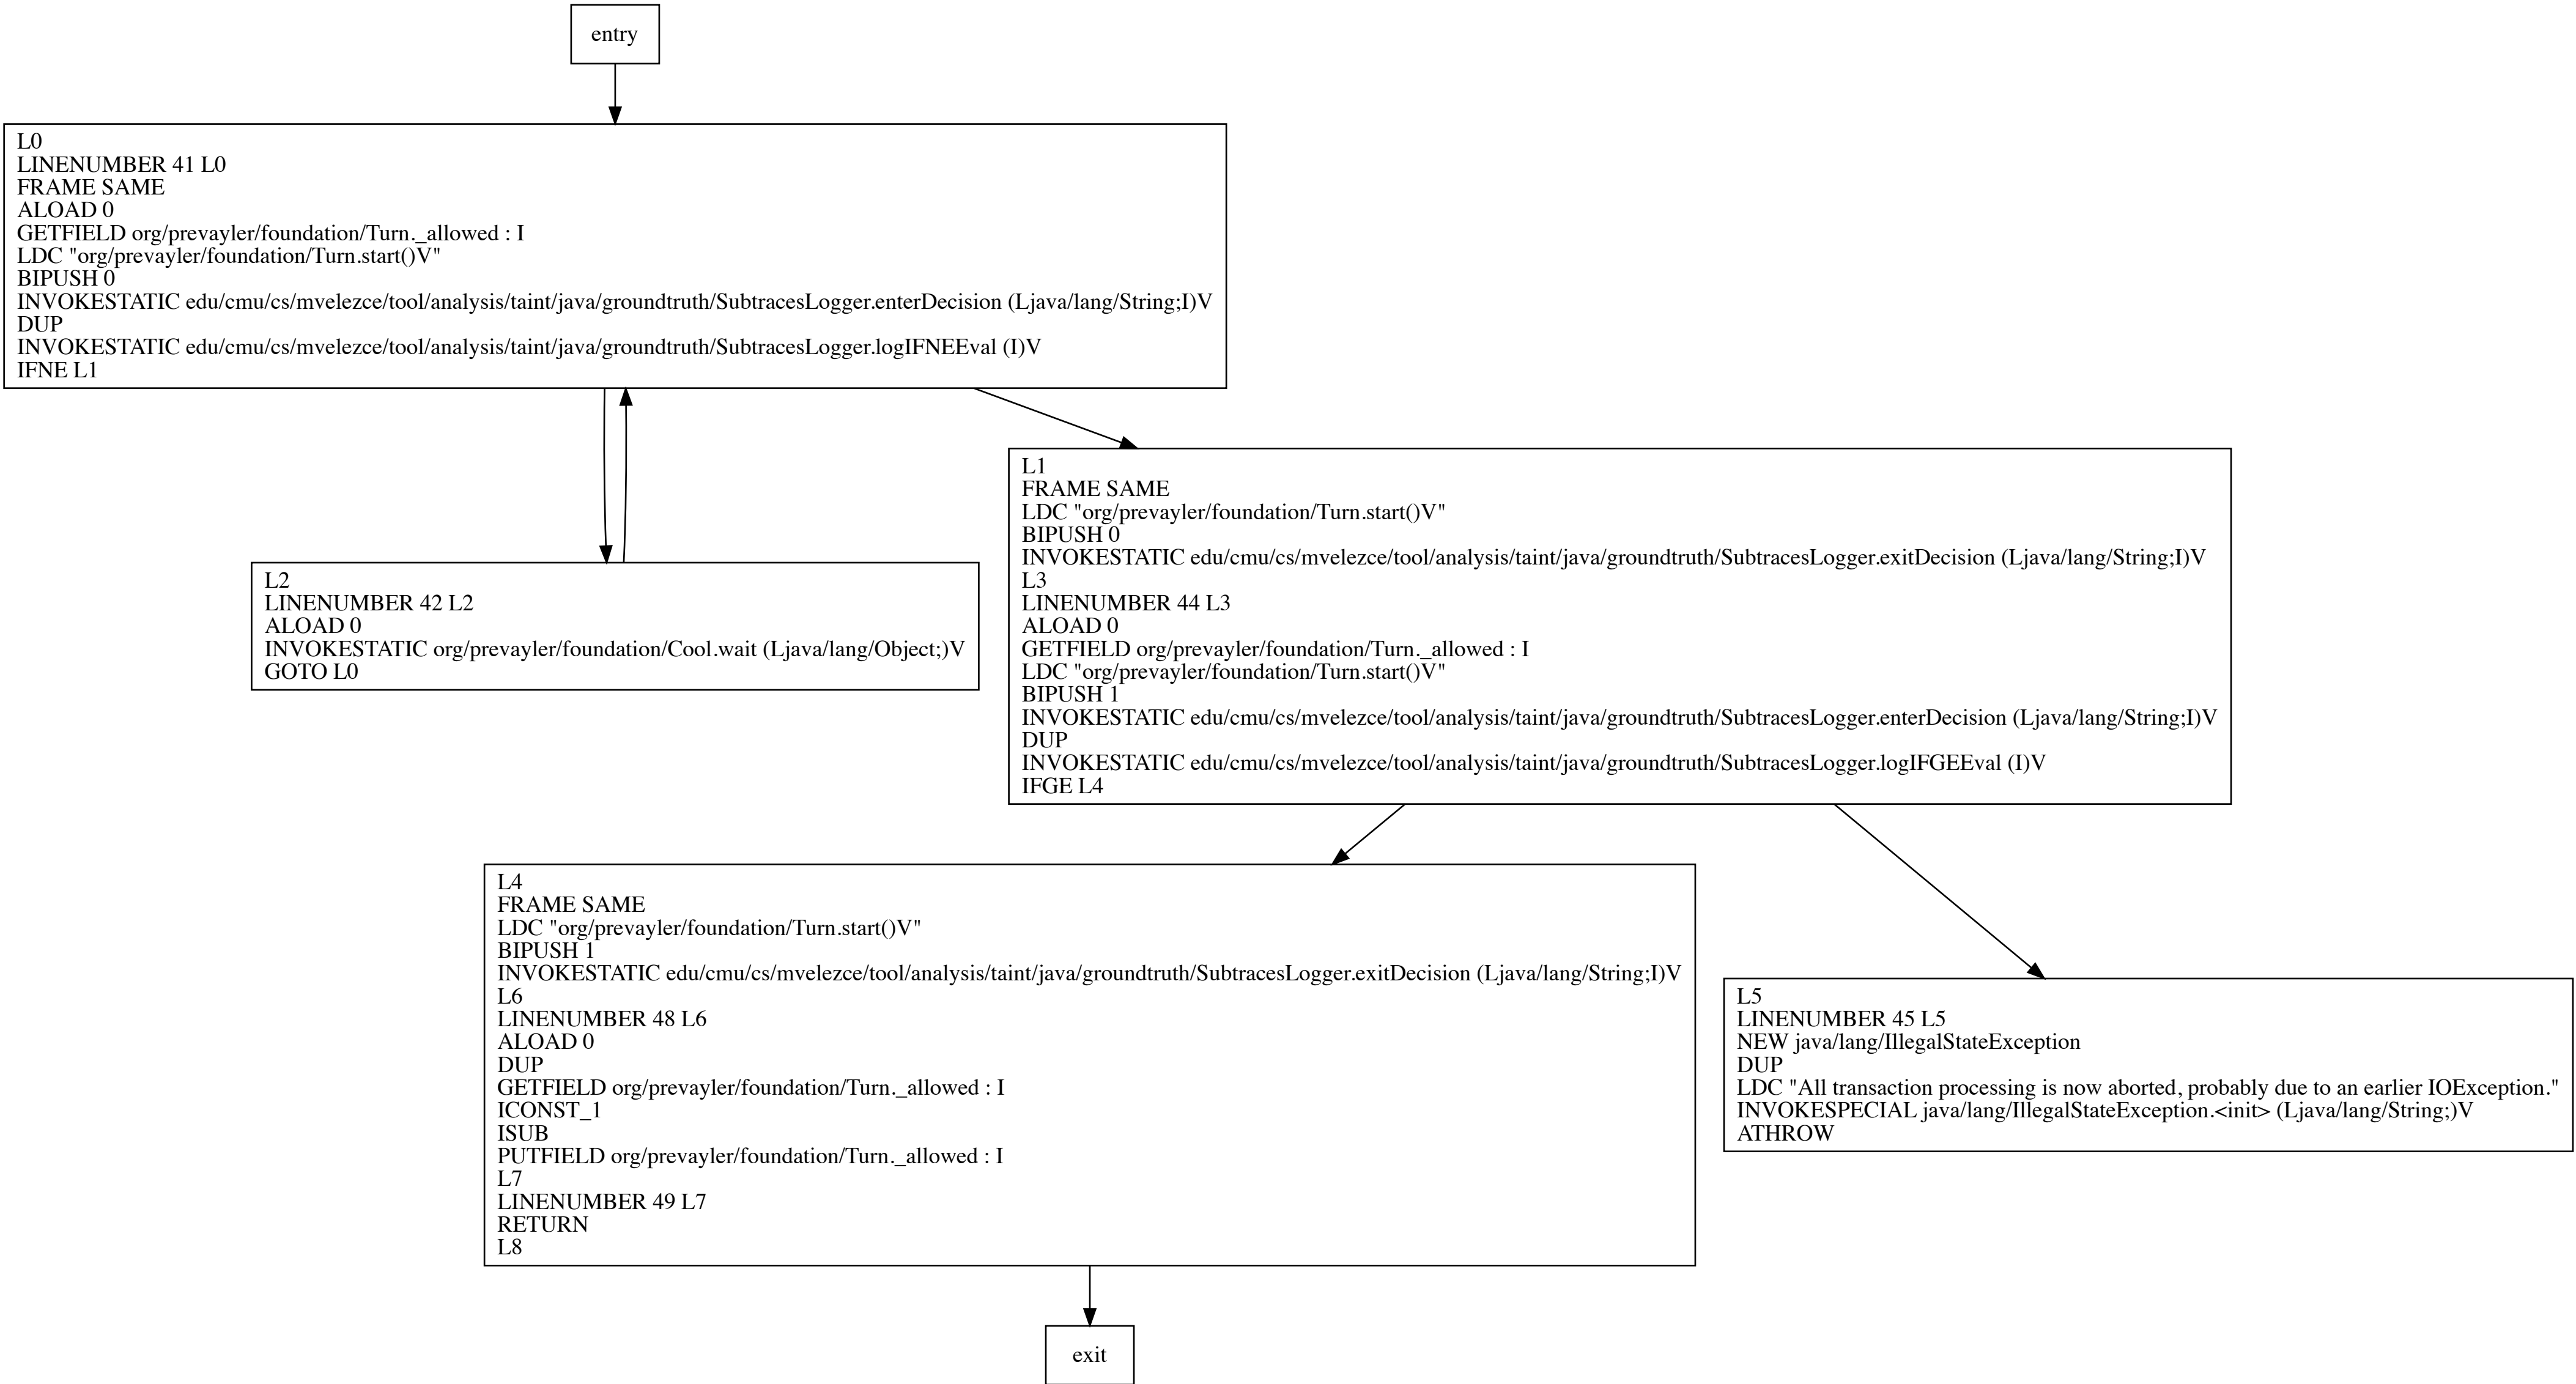 entry
L0
LINENUMBER 41 L0
FRAME SAME
ALOAD 0
GETFIELD org/prevayler/foundation/Turn._allowed : I
LDC "org/prevayler/foundation/Turn.start()V"
BIPUSH 0
INVOKESTATIC edu/cmu/cs/mvelezce/tool/analysis/taint/java/groundtruth/SubtracesLogger.enterDecision (Ljava/lang/String;I)V
DUP
INVOKESTATIC edu/cmu/cs/mvelezce/tool/analysis/taint/java/groundtruth/SubtracesLogger.logIFNEEval (I)V
IFNE L1
L1
FRAME SAME
LDC "org/prevayler/foundation/Turn.start()V"
BIPUSH 0
INVOKESTATIC edu/cmu/cs/mvelezce/tool/analysis/taint/java/groundtruth/SubtracesLogger.exitDecision (Ljava/lang/String;I)V
L3
LINENUMBER 44 L3
ALOAD 0
GETFIELD org/prevayler/foundation/Turn._allowed : I
LDC "org/prevayler/foundation/Turn.start()V"
BIPUSH 1
INVOKESTATIC edu/cmu/cs/mvelezce/tool/analysis/taint/java/groundtruth/SubtracesLogger.enterDecision (Ljava/lang/String;I)V
DUP
INVOKESTATIC edu/cmu/cs/mvelezce/tool/analysis/taint/java/groundtruth/SubtracesLogger.logIFGEEval (I)V
IFGE L4
L2
LINENUMBER 42 L2
ALOAD 0
INVOKESTATIC org/prevayler/foundation/Cool.wait (Ljava/lang/Object;)V
GOTO L0
L4
FRAME SAME
LDC "org/prevayler/foundation/Turn.start()V"
BIPUSH 1
INVOKESTATIC edu/cmu/cs/mvelezce/tool/analysis/taint/java/groundtruth/SubtracesLogger.exitDecision (Ljava/lang/String;I)V
L6
LINENUMBER 48 L6
ALOAD 0
DUP
GETFIELD org/prevayler/foundation/Turn._allowed : I
ICONST_1
ISUB
PUTFIELD org/prevayler/foundation/Turn._allowed : I
L7
LINENUMBER 49 L7
RETURN
L8
L5
LINENUMBER 45 L5
NEW java/lang/IllegalStateException
DUP
LDC "All transaction processing is now aborted, probably due to an earlier IOException."
INVOKESPECIAL java/lang/IllegalStateException.<init> (Ljava/lang/String;)V
ATHROW
exit